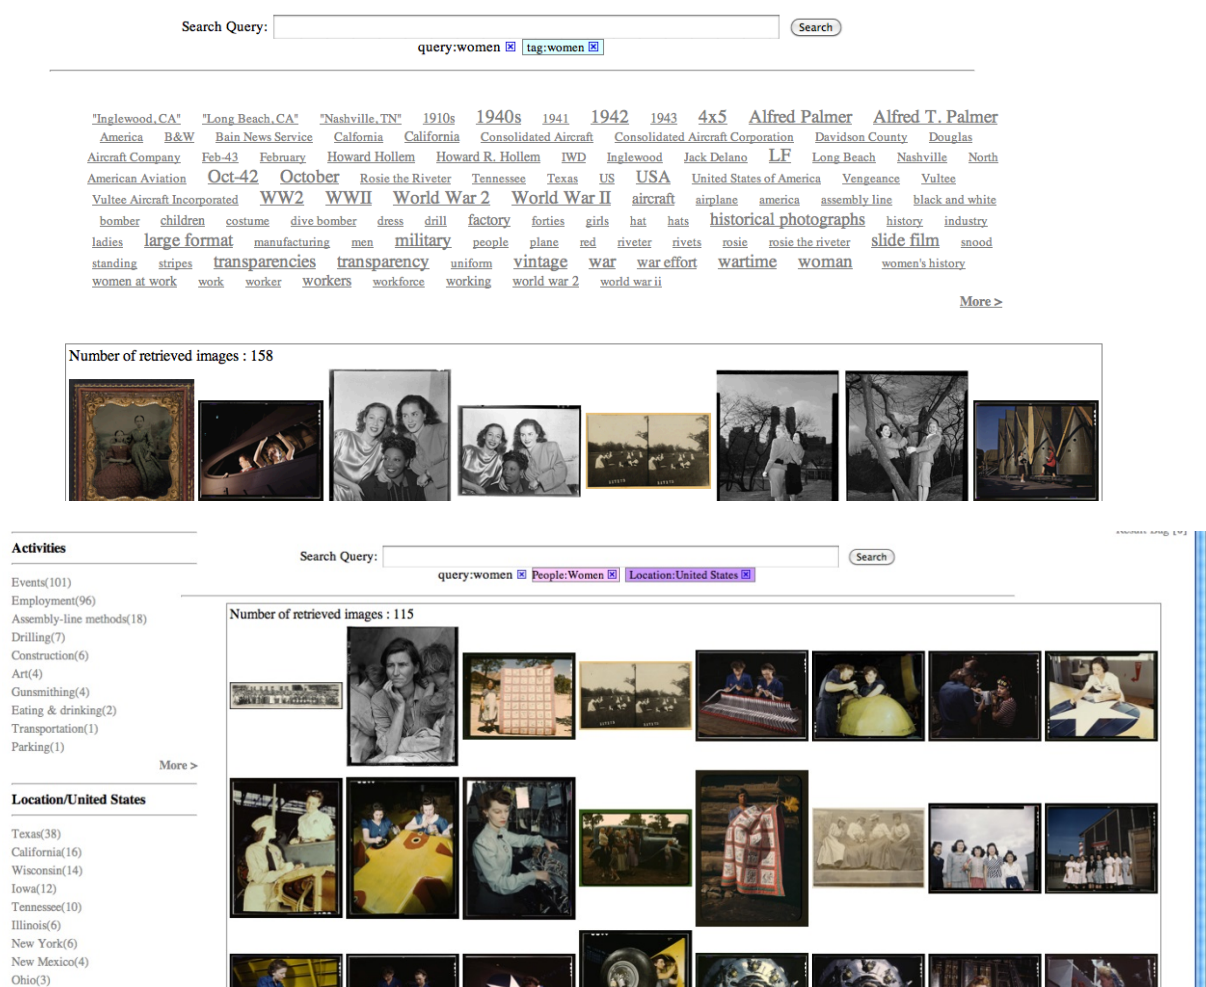 Search Query:
Search
query:women
tag:women
"Inglewood, CA" "Long Beach, CA" "Nashville, TN" 1910s 1940s 1941 1942 1943 4x5 Alfred Palmer Alfred T. Palmer
America B&W Bain News Service Calfornia California Consolidated Aircraft Consolidated Aircraft Corporation Davidson County Douglas
Aircraft Company Feb-43 February Howard Hollem Howard R. Hollem IWD Inglewood Jack Delano LF Long Beach Nashville North
American Aviation Oct-42 October Rosie the Riveter Tennessee Texas US USA United States of America Vengeance Vultee
Vultee Aircraft Incorporated WW2 WWII World War 2 World War II aircraft airplane america assembly line black and white
bomber children costume dive bomber dress drill factory forties girls hat hats historical photographs history industry
ladies large format manufacturing men military people plane red riveter rivets rosie rosie the riveter slide film snood
standing stripes transparencies transparency uniform vintage war war effort wartime woman women's history
women at work work worker workers workforce working world war 2 world war ii
More >
Number of retrieved images : 158
Activities
Events(101)
Employment(96)
Assembly-line methods(18)
Drilling(7)
Construction(6)
Art(4)
Gunsmithing(4)
Eating & drinking(2)
Transportation(1)
Parking(1)
More >
Location/United States
Texas(38)
California(16)
Wisconsin(14)
Iowa(12)
Tennessee(10)
Illinois(6)
New York(6)
New Mexico(4)
Ohio(3)
Search Query:
Search
query:women
People:Women
Location:United States
Number of retrieved images : 115